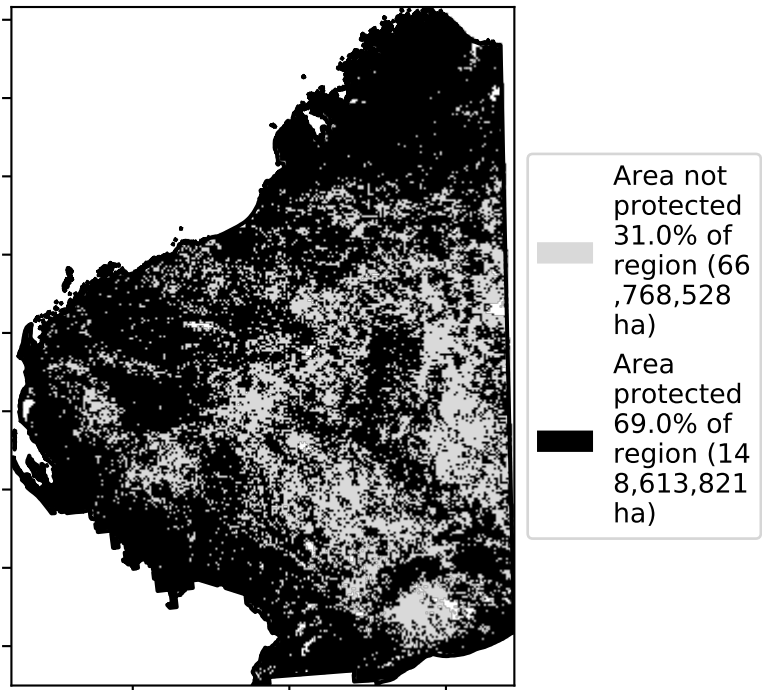 Area not
protected
31.0% of
region (66
,768,528
ha)
Area
protected
69.0% of
region (14
8,613,821
ha)